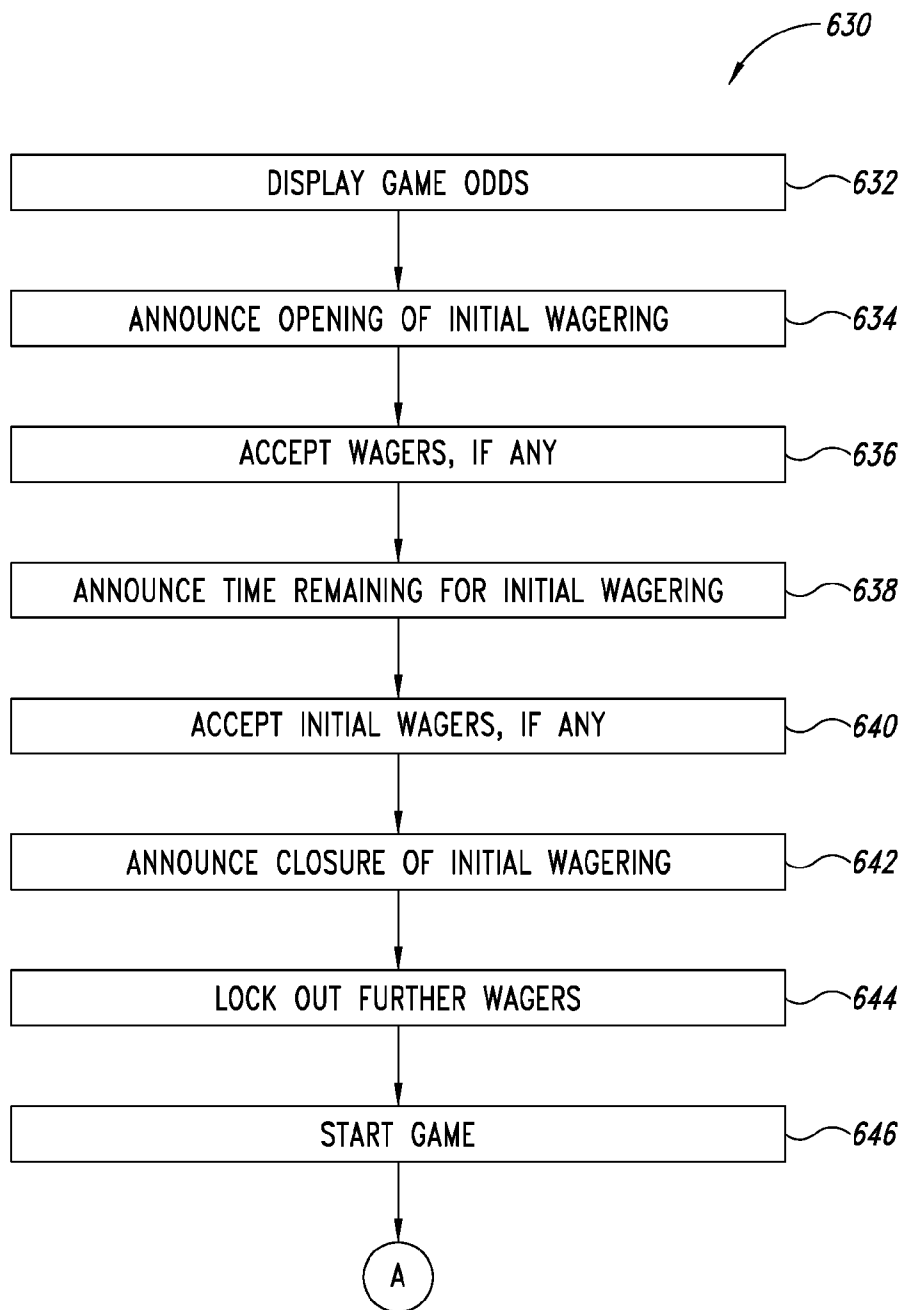 630
DISPLAY GAME ODDS 632
ANNOUNCE OPENING OF INITIAL WAGERING 634
ACCEPT WAGERS, IF ANY 636
ANNOUNCE TIME REMAINING FOR INITIAL WAGERING 638
ACCEPT INITIAL WAGERS, IF ANY 640
ANNOUNCE CLOSURE OF INITIAL WAGERING 642
LOCK OUT FURTHER WAGERS 644
START GAME 646
A